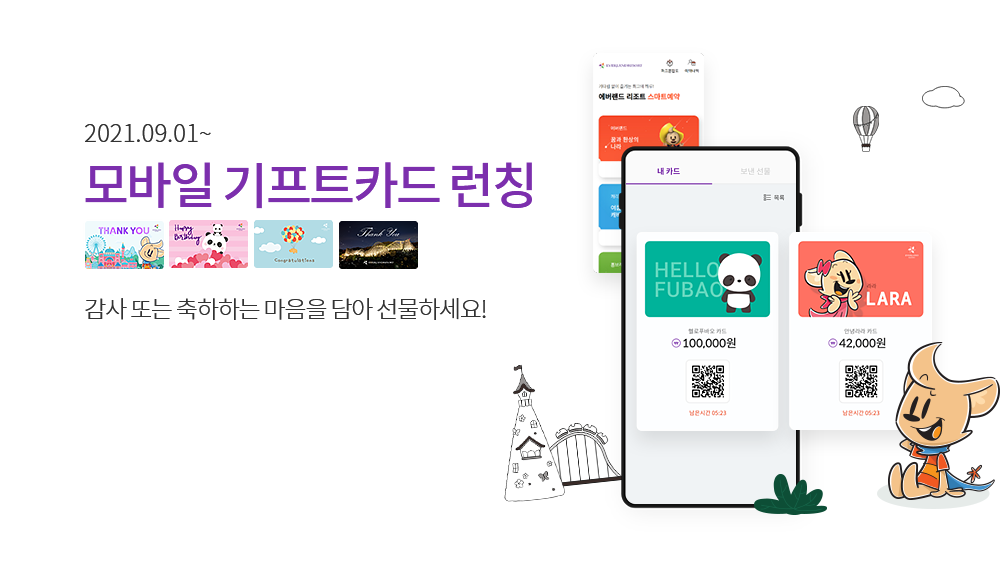 2021.09.01~
모바일 기프트카드 런칭
THANK YOU
Happy Birthday
Congratulations
Thank You
감사 또는 축하하는 마음을 담아 선물하세요!
에버랜드 리조트 스마트예약
에버랜드
꿈과 환상의
나라
내 카드
보낸 선물
목록
HELLO
FUBAO
헬로푸바오 카드
100,000원
남은시간 05:23
라라
LARA
안녕라라 카드
42,000원
남은시간 05:23